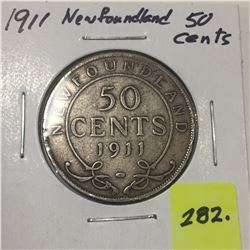 1911 Newfoundland 50
cents
NEWFOUNDLAND
50
CENTS
1911
282.